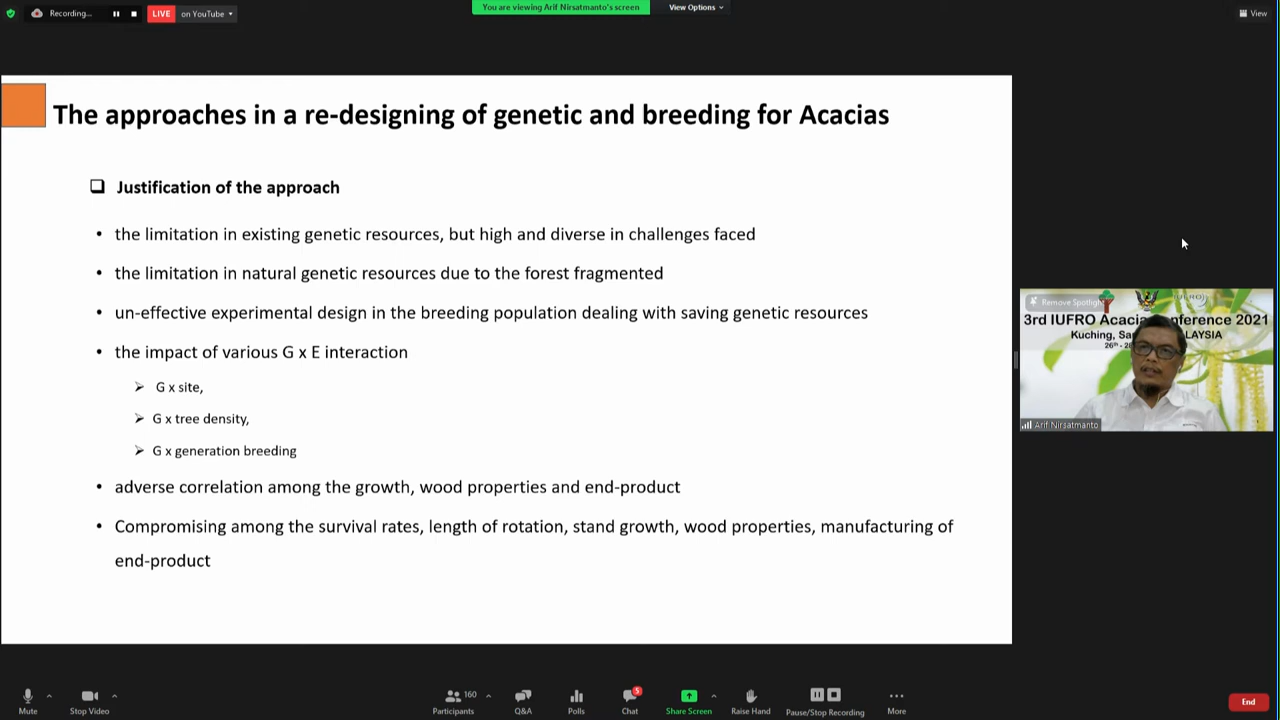 Recording...
LIVE on YouTube
You are viewing Arif Nirsatmanto's screen
View Options
View
The approaches in a re-designing of genetic and breeding for Acacias
Justification of the approach
• the limitation in existing genetic resources, but high and diverse in challenges faced
• the limitation in natural genetic resources due to the forest fragmented
• un-effective experimental design in the breeding population dealing with saving genetic resources
• the impact of various G x E interaction
G x site,
G x tree density,
G x generation breeding
• adverse correlation among the growth, wood properties and end-product
• Compromising among the survival rates, length of rotation, stand growth, wood properties, manufacturing of
end-product
Remove Spotlight
3rd IUFRO Acacia nference 2021
Kuching, Sa LAYSIA
26th
Arif Nirsatmanto
Mute
Stop Video
160
Participants
Q&A
Polls
5
Chat
Share Screen
Raise Hand
Pause/Stop Recording
More
End